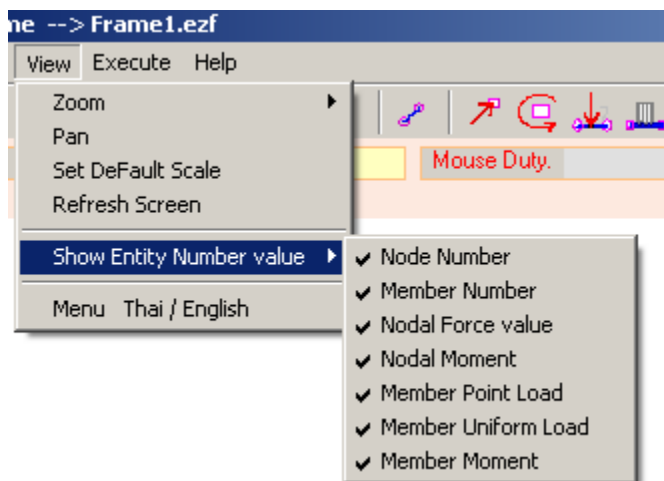 me --> Frame1.ezf
View Execute Help
Zoom
Pan
Set DeFault Scale
Refresh Screen
Mouse Duty.
Show Entity Number value
Menu Thai / English
Node Number
Member Number
Nodal Force value
Nodal Moment
Member Point Load
Member Uniform Load
Member Moment